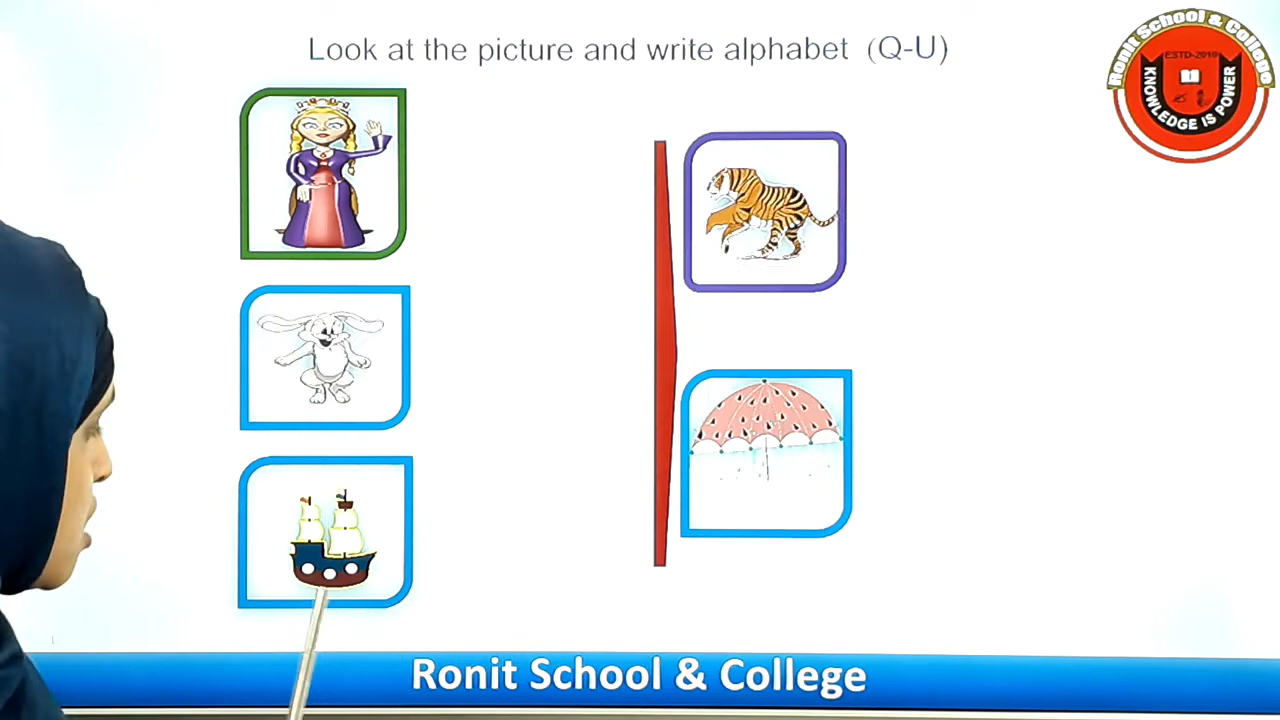 Look at the picture and write alphabet (Q-U)
Ronit School & College
ESTD-2010
KNOWLEDGE IS POWER
Ronit School & College